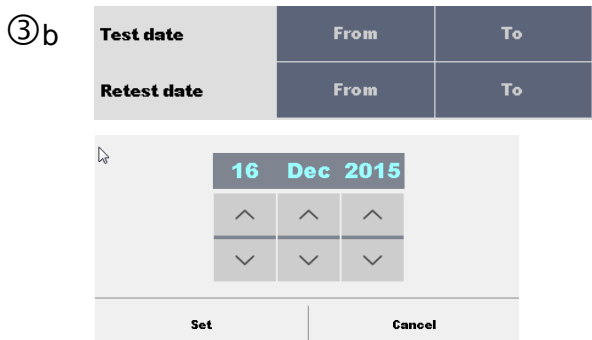 ③b
Test date From To
Retest date From To
16 Dec 2015
Set Cancel